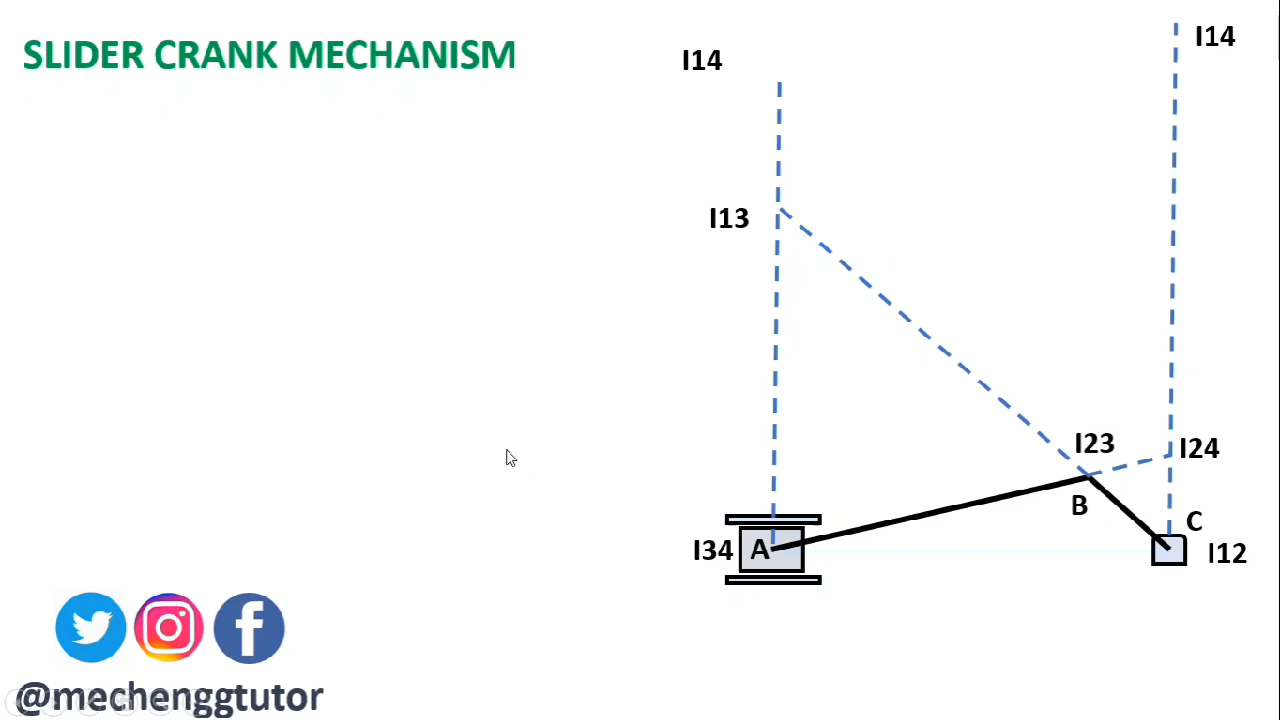 SLIDER CRANK MECHANISM
I14
I14
I13
I23
I24
B
C
I34
A
I12
@mechenggtutor